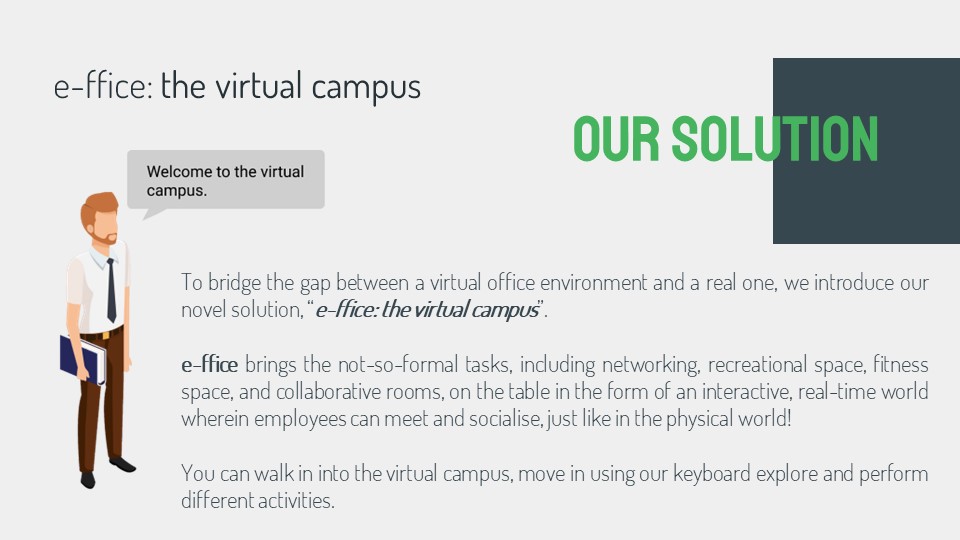 e-ffice: the virtual campus
OUR SOLUTION
Welcome to the virtual
campus.
To bridge the gap between a virtual office environment and a real one, we introduce our
novel solution, “e-ffice: the virtual campus”.
e-ffice brings the not-so-formal tasks, including networking, recreational space, fitness
space, and collaborative rooms, on the table in the form of an interactive, real-time world
wherein employees can meet and socialise, just like in the physical world!
You can walk in into the virtual campus, move in using our keyboard explore and perform
different activities.